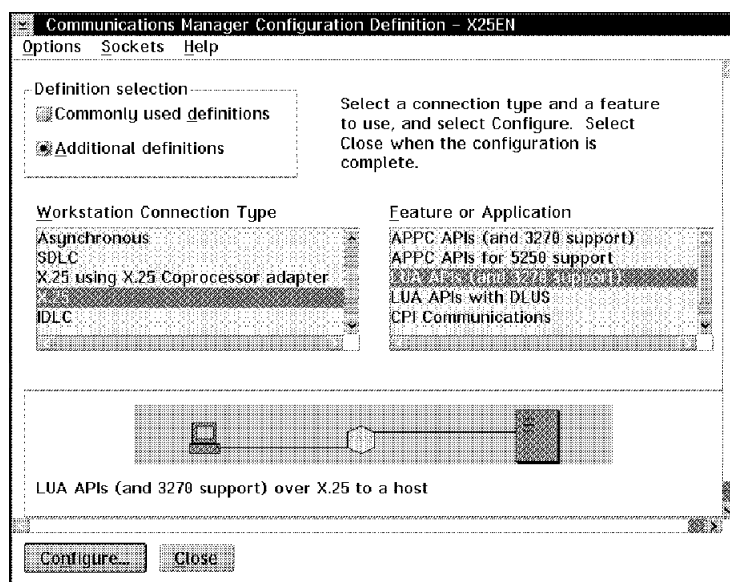 Communications Manager Configuration Definition - X25EN
Options Sockets Help
Definition selection
Commonly used definitions
Additional definitions
Select a connection type and a feature
to use, and select Configure. Select
Close when the configuration is
complete.
Workstation Connection Type
Asynchronous
SDLC
X.25 using X.25 Coprocessor adapter
X.25
IDLC
Feature or Application
APPC APIs (and 3270 support)
APPC APIs for 5250 support
LUA APIs (and 3270 support)
LUA APIs with DLUS
CPI Communications
LUA APIs (and 3270 support) over X.25 to a host
Configure... Close